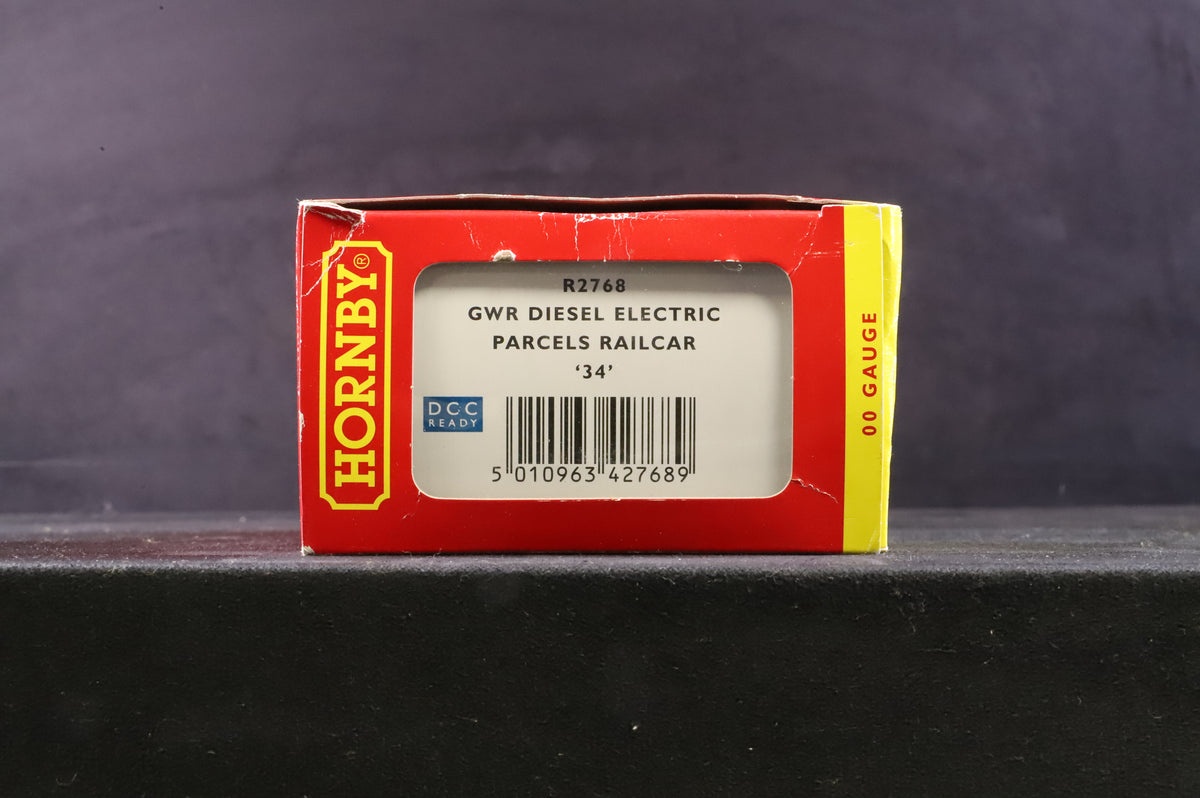 HORNBY®
R2768
GWR DIESEL ELECTRIC
PARCELS RAILCAR
‘34’
DCC
READY
5 010963 427689
00 GAUGE